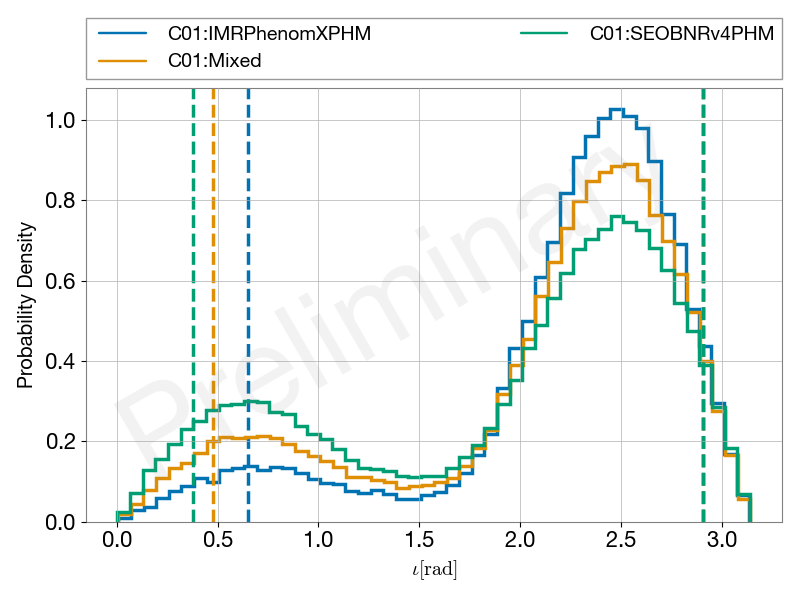 C01:IMRPhenomXPHM
C01:Mixed
C01:SEOBNRv4PHM
1.0
0.8
0.6
0.4
0.2
0.0
Probability Density
Preliminary
0.0 0.5 1.0 1.5 2.0 2.5 3.0
ι[rad]